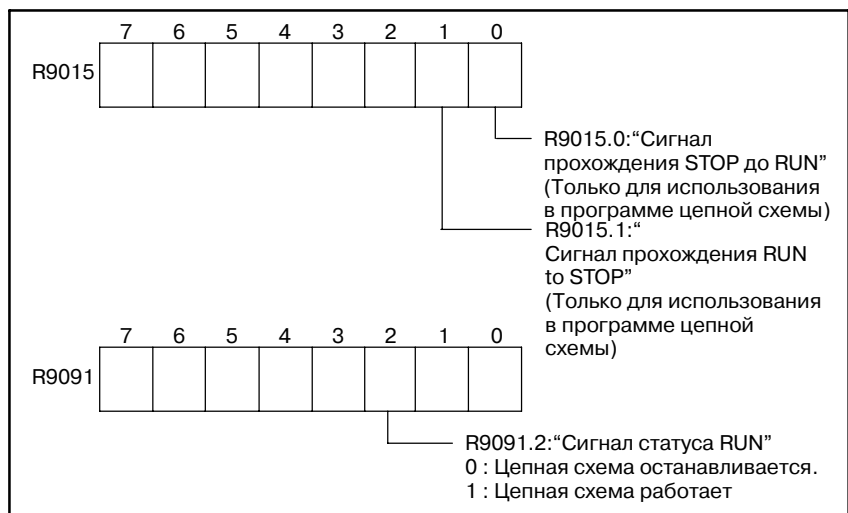 7 6 5 4 3 2 1 0
R9015
R9015.0:“Сигнал
прохождения STOP до RUN”
(Только для использования
в программе цепной схемы)
R9015.1:“
Сигнал прохождения RUN
to STOP”
(Только для использования
в программе цепной
схемы)
7 6 5 4 3 2 1 0
R9091
R9091.2:“Сигнал статуса RUN”
0 : Цепная схема останавливается.
1 : Цепная схема работает